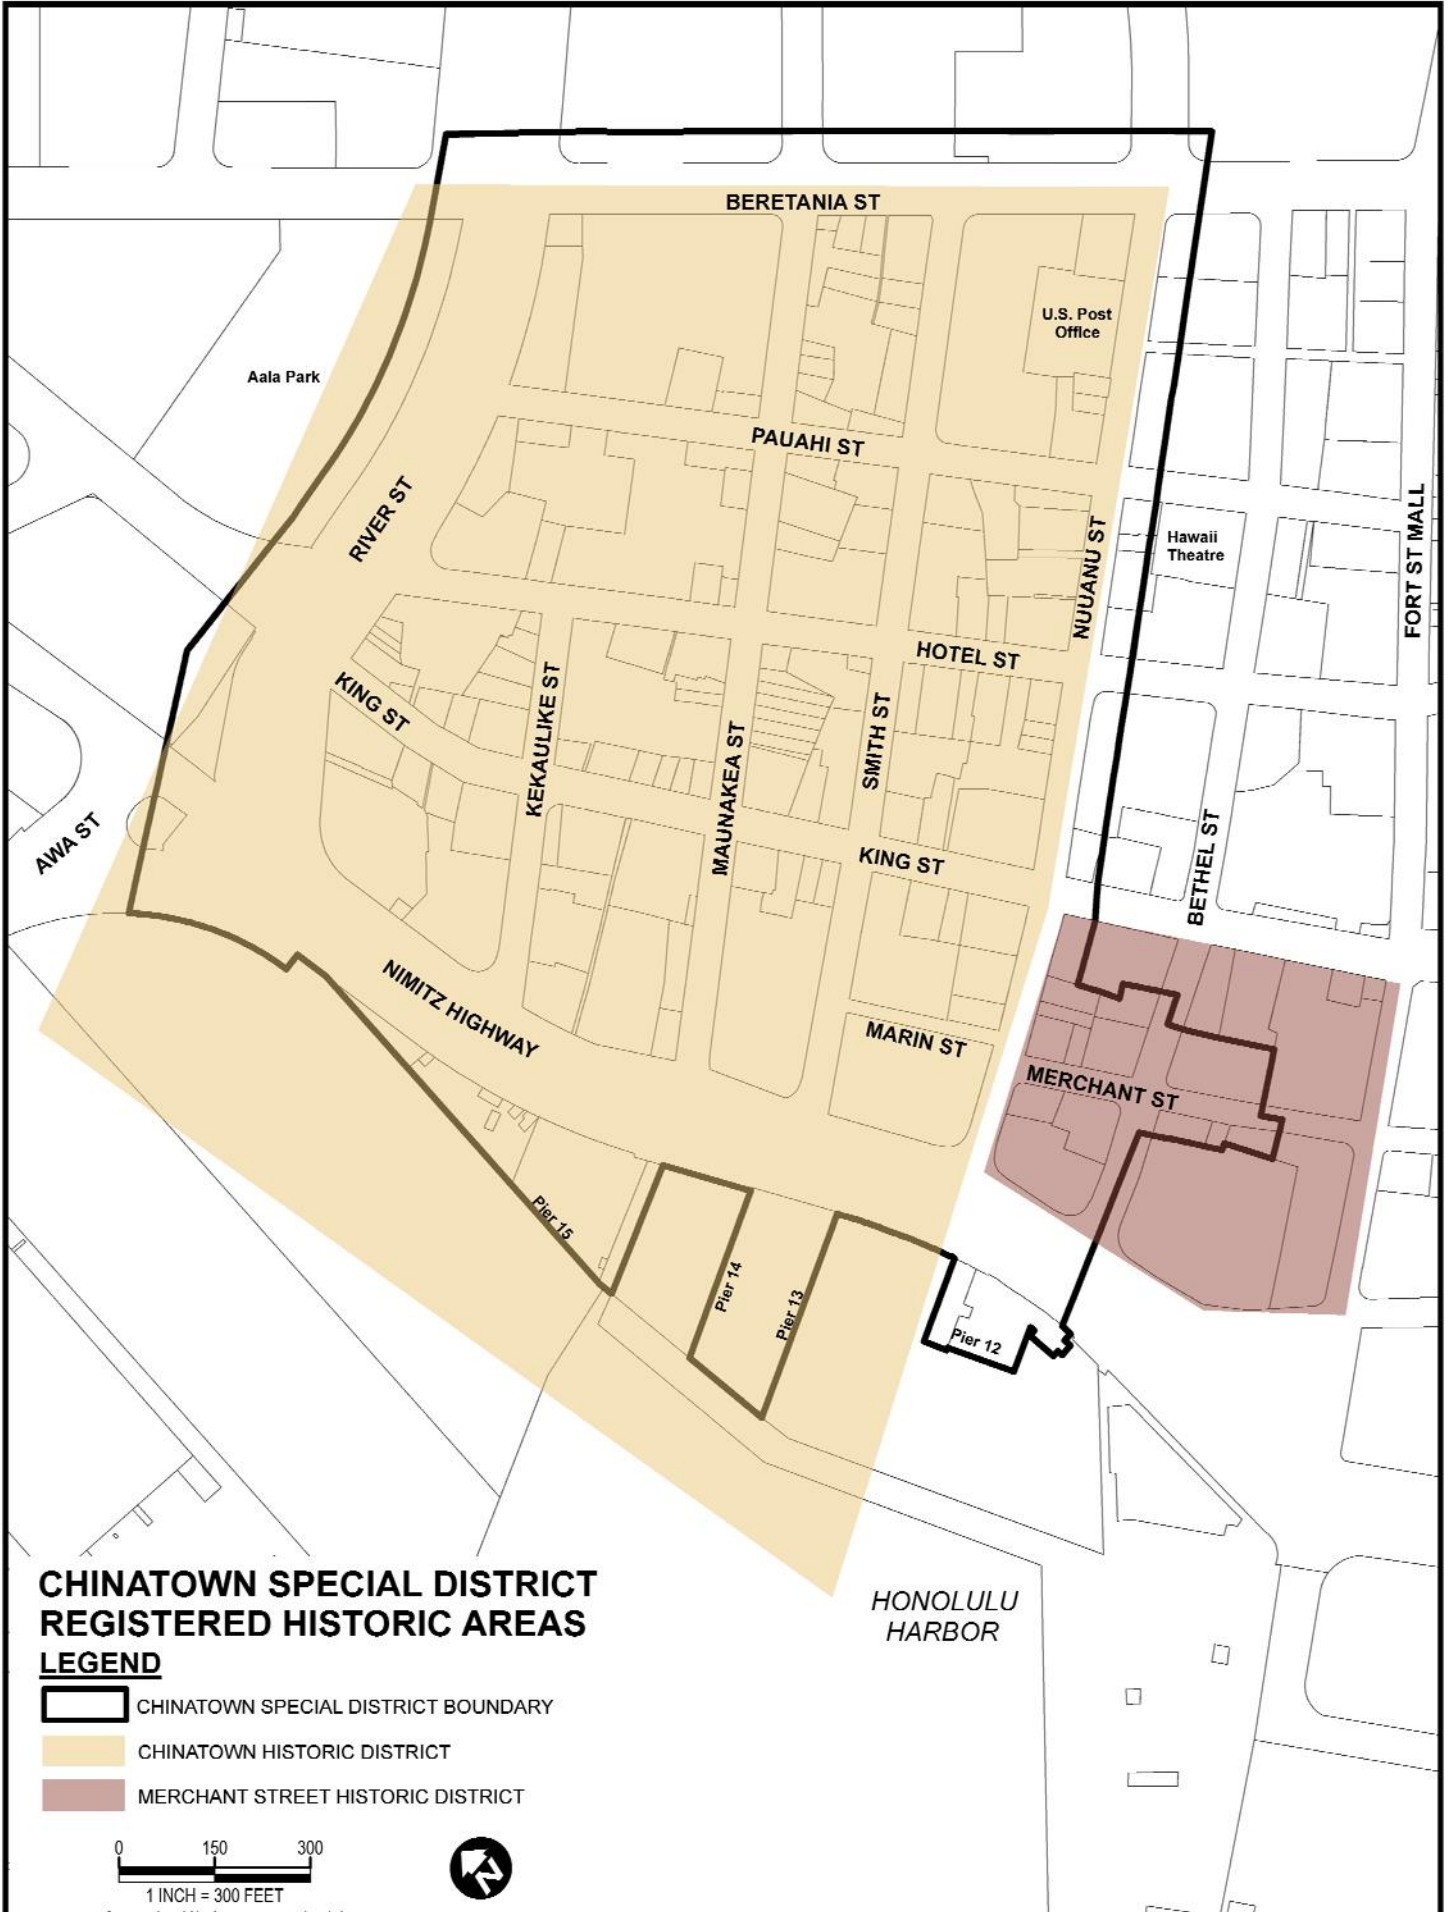 BERETANIA ST
U.S. Post
Office
Aala Park
PAUAHI ST
RIVER ST
FORT ST MALL
Hawaii
Theatre
NUUANU ST
HOTEL ST
KING ST
KEKAULIKE ST
SMITH ST
MAUNAKEA ST
AWA ST
KING ST
BETHEL ST
NIMITZ HIGHWAY
MARIN ST
MERCHANT ST
Pier 15
Pier 14
Pier 13
Pier 12
HONOLULU
HARBOR
CHINATOWN SPECIAL DISTRICT
REGISTERED HISTORIC AREAS
LEGEND
CHINATOWN SPECIAL DISTRICT BOUNDARY
CHINATOWN HISTORIC DISTRICT
MERCHANT STREET HISTORIC DISTRICT
0 150 300
1 INCH = 300 FEET
N